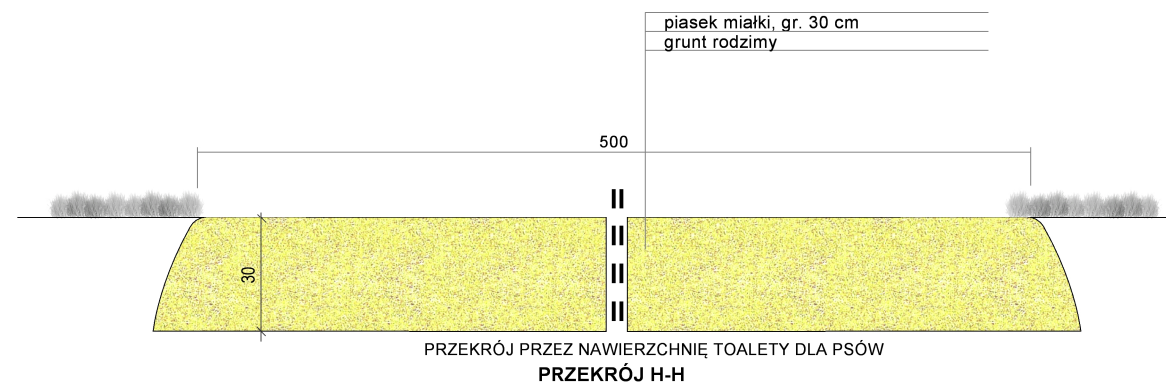 piasek miałki, gr. 30 cm
grunt rodzimy
500
30
PRZEKRÓJ PRZEZ NAWIERZCHNIĘ TOALETY DLA PSÓW
PRZEKRÓJ H-H